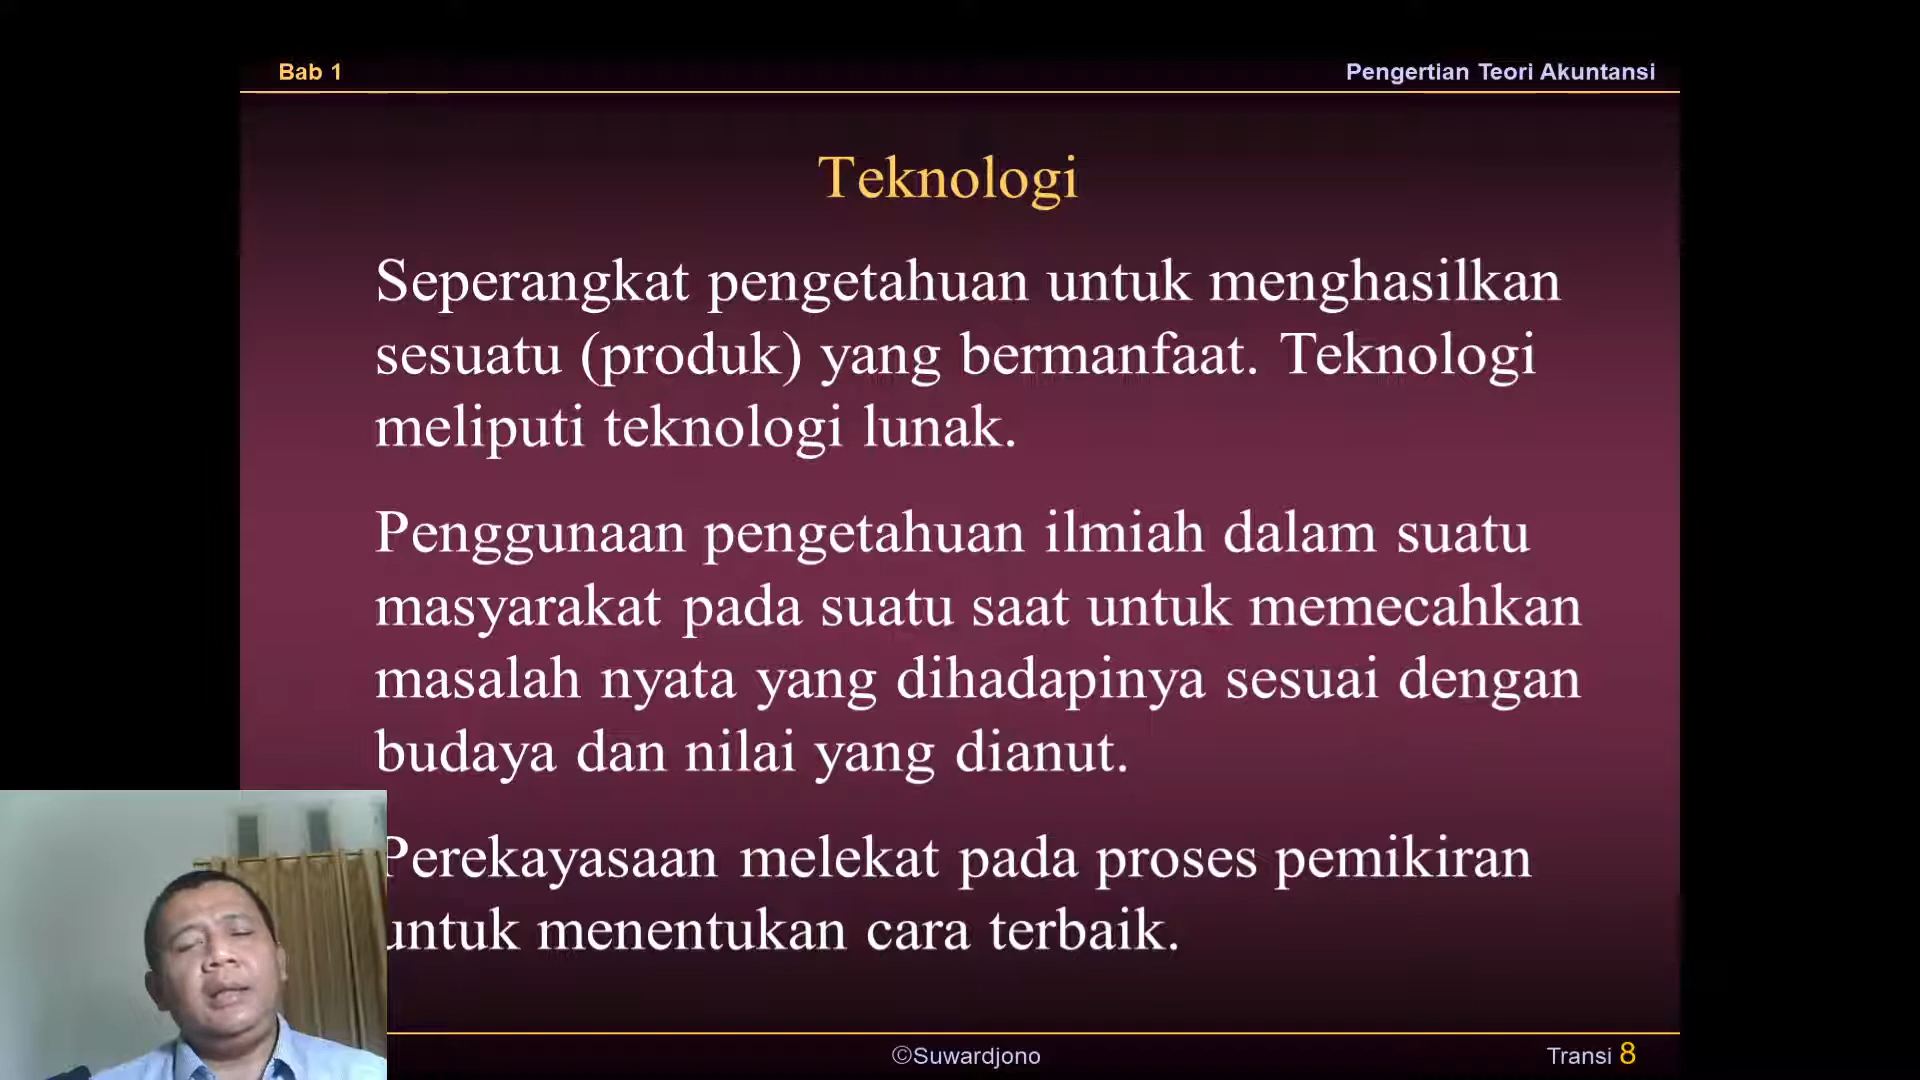 Bab 1
Pengertian Teori Akuntansi
Teknologi
Seperangkat pengetahuan untuk menghasilkan
sesuatu (produk) yang bermanfaat. Teknologi
meliputi teknologi lunak.
Penggunaan pengetahuan ilmiah dalam suatu
masyarakat pada suatu saat untuk memecahkan
masalah nyata yang dihadapinya sesuai dengan
budaya dan nilai yang dianut.
Perekayasaan melekat pada proses pemikiran
untuk menentukan cara terbaik.
©Suwardjono
Transi 8